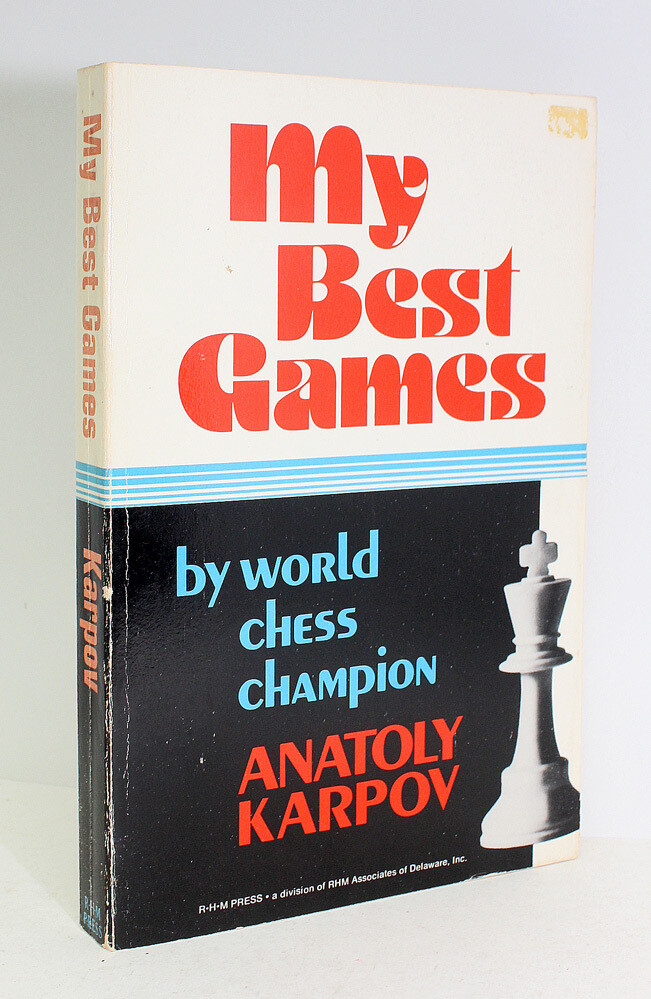 My Best Games
Karpov
R-H-M
PRESS
My
Best
Games
by WORLD
CHESS
CHAMPION
ANATOLY
KARPOV
R-H-M PRESS • a division of RHM Associates of Delaware, Inc.